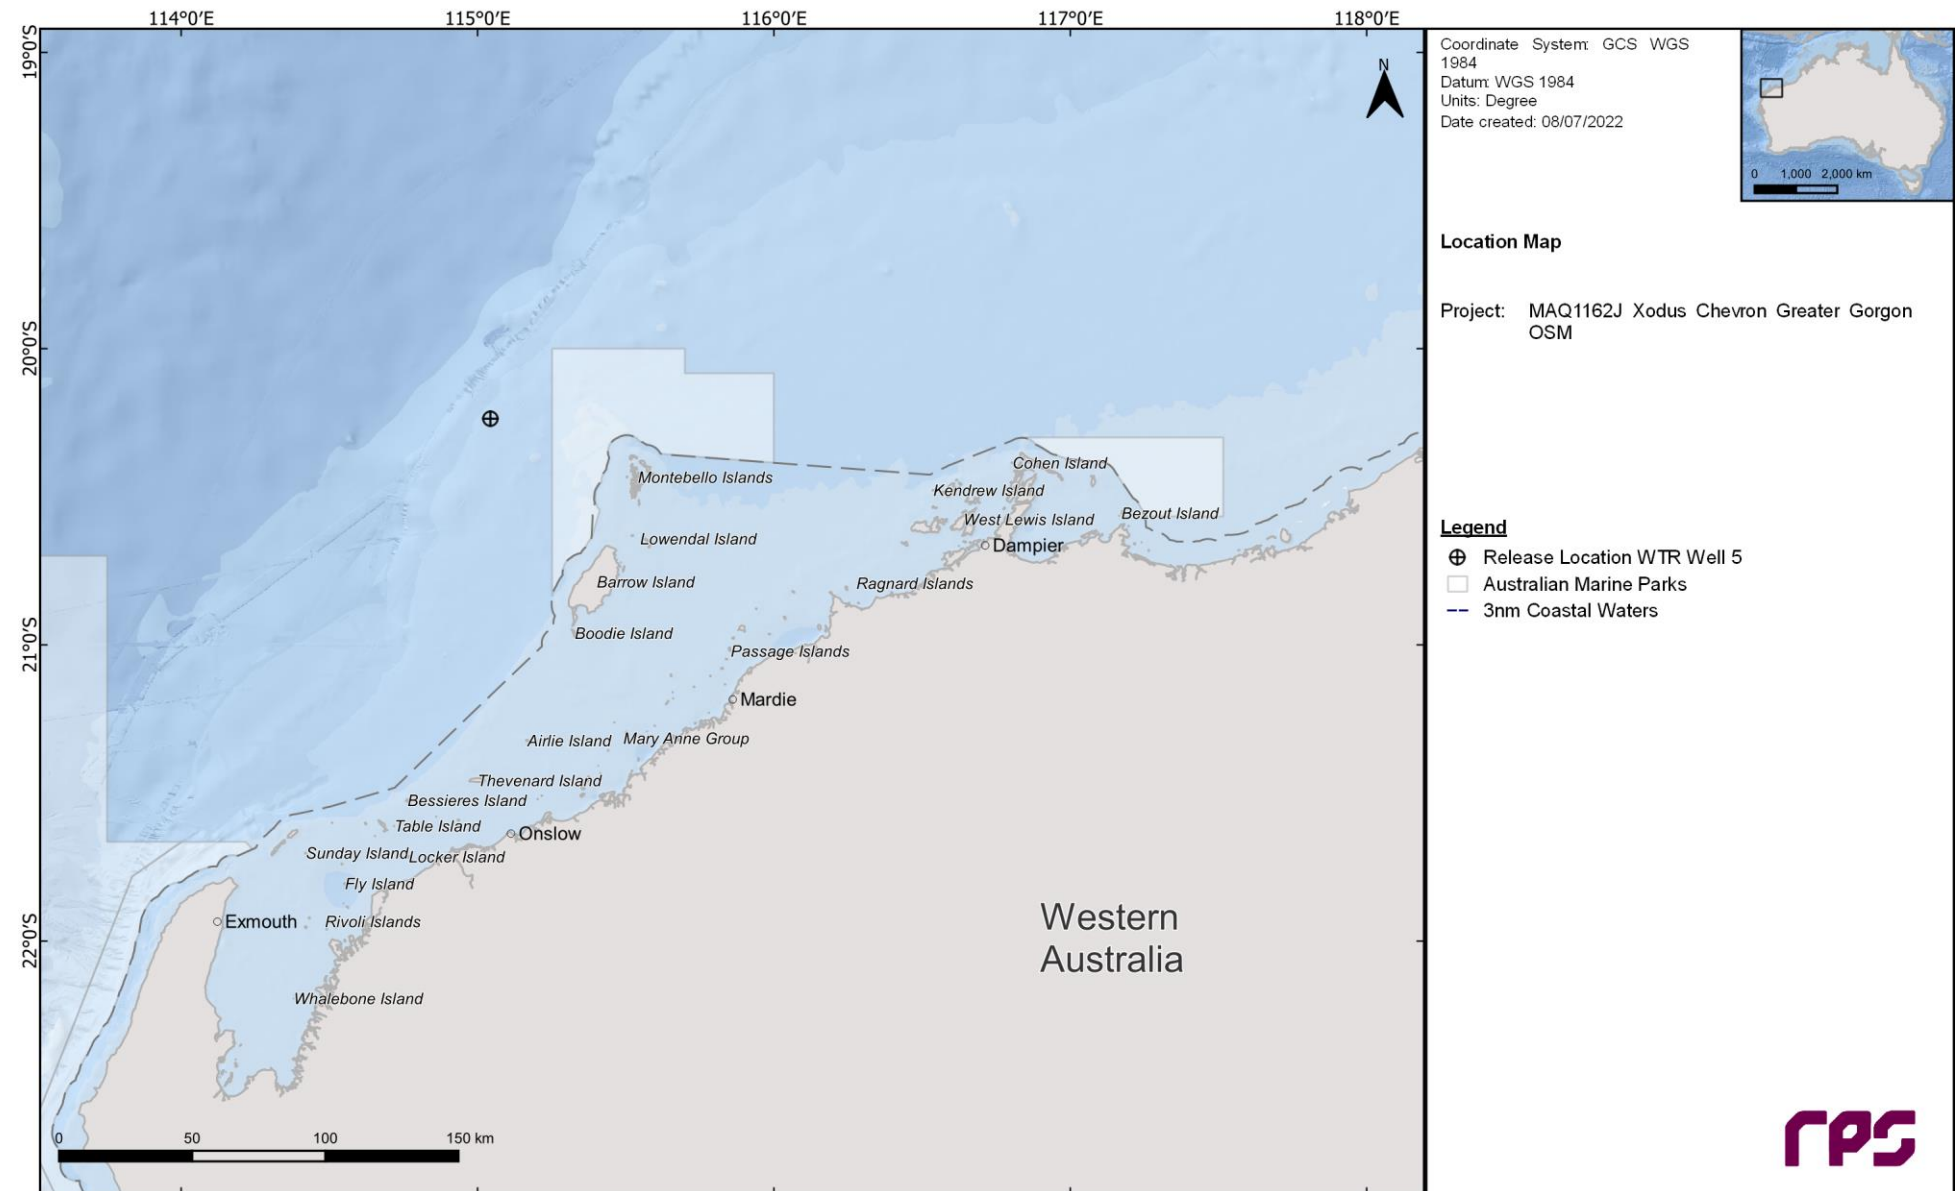 114°0'E
115°0'E
116°0'E
117°0'E
118°0'E
19°0'S
20°0'S
21°0'S
22°0'S
N
Montebello Islands
Cohen Island
Kendrew Island
West Lewis Island
Bezout Island
Lowendal Island
Dampier
Barrow Island
Ragnard Islands
Boodie Island
Passage Islands
Mardie
Airlie Island
Mary Anne Group
Thevenard Island
Bessieres Island
Table Island
Onslow
Sunday Island
Locker Island
Fly Island
Exmouth
Rivoli Islands
Whalebone Island
Western
Australia
0 50 100 150 km
Coordinate System: GCS WGS
1984
Datum: WGS 1984
Units: Degree
Date created: 08/07/2022
0 1,000 2,000 km
Location Map
Project: MAQ1162J Xodus Chevron Greater Gorgon
OSM
Legend
Release Location WTR Well 5
Australian Marine Parks
3nm Coastal Waters
rps